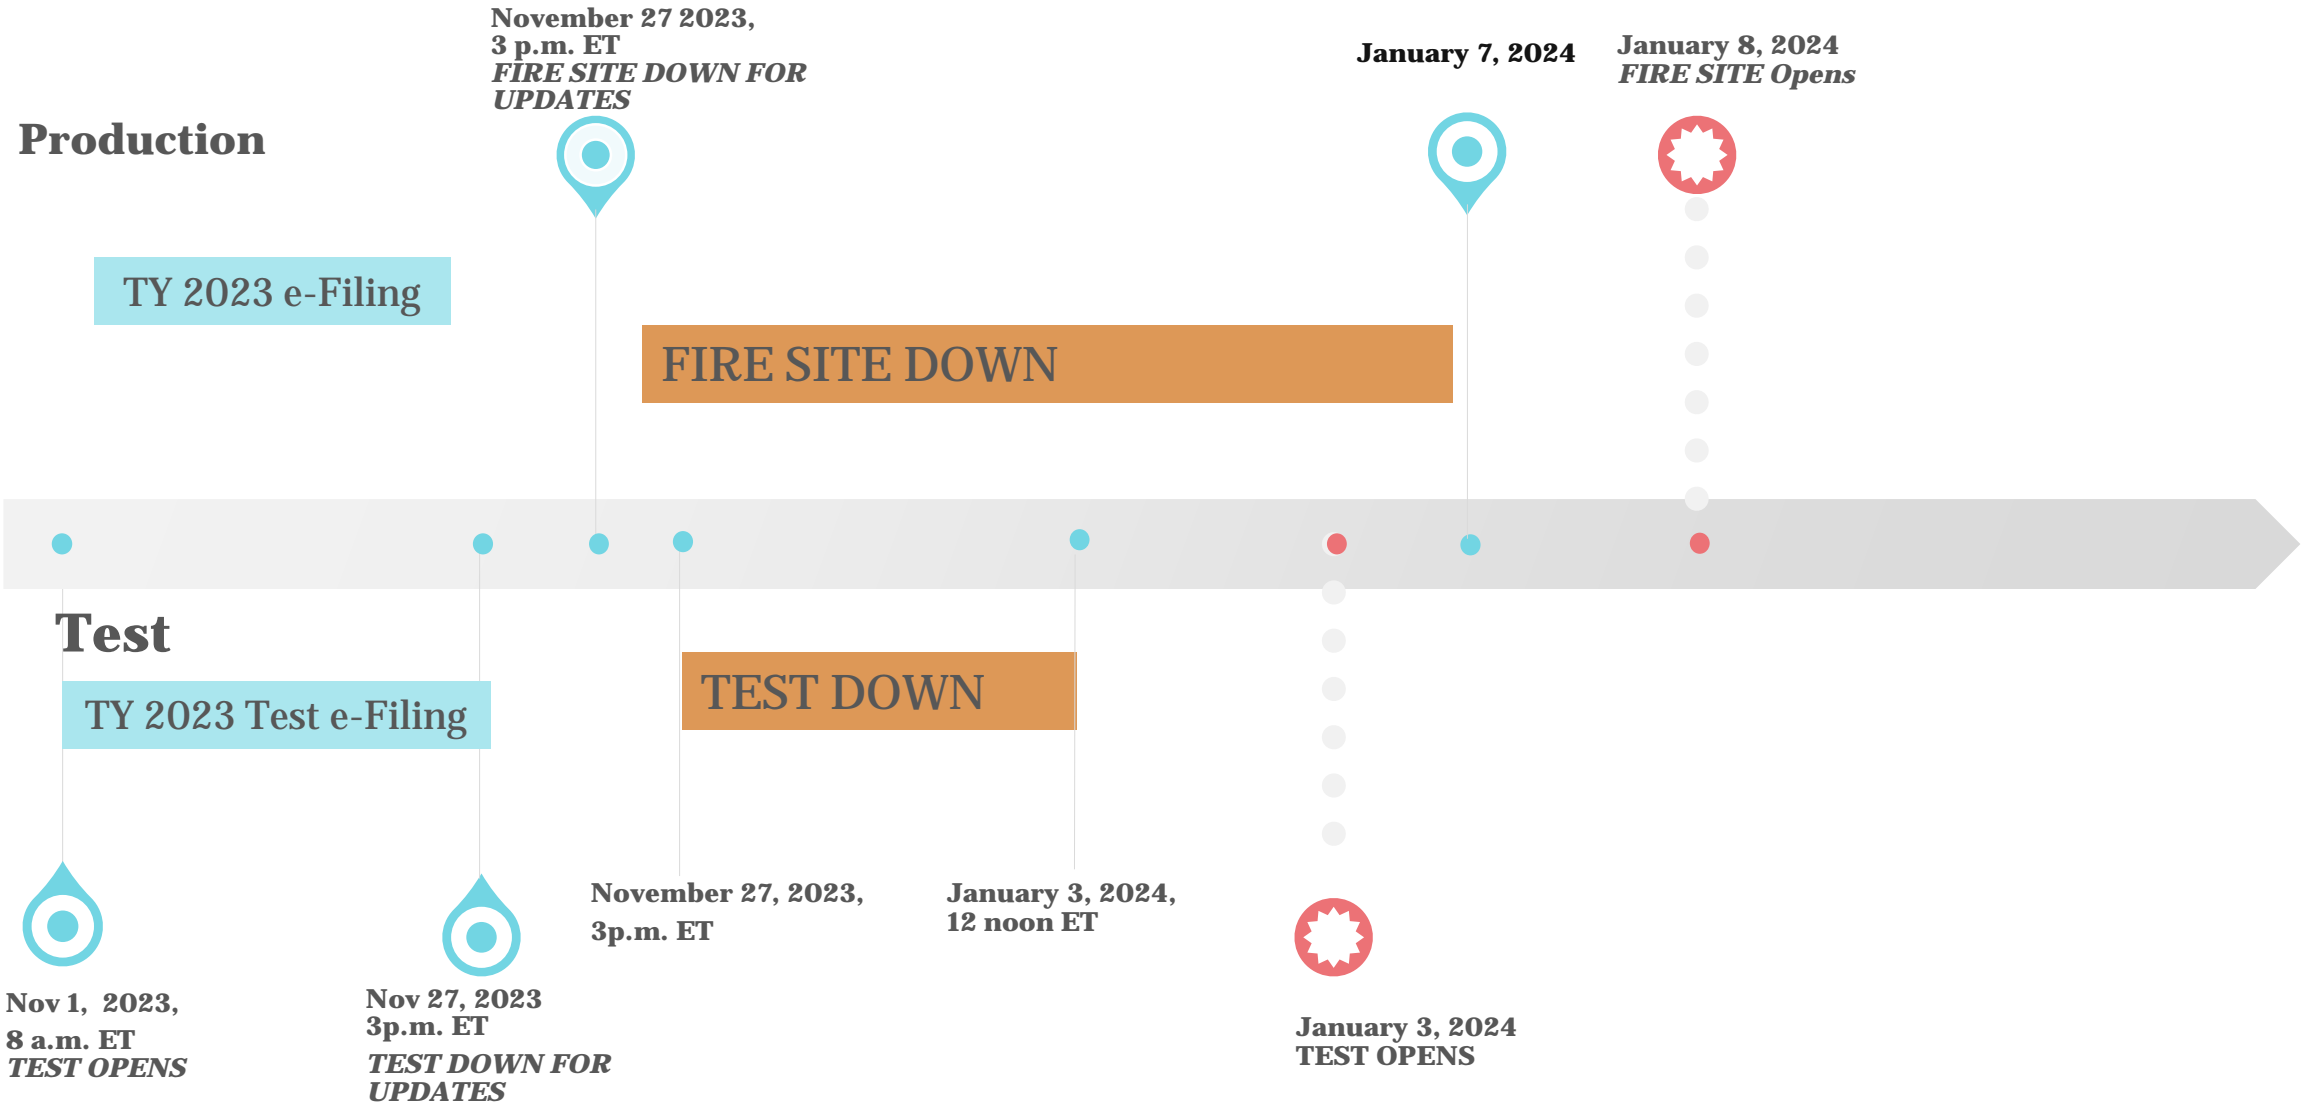 November 27 2023,
3 p.m. ET
FIRE SITE DOWN FOR
UPDATES
January 7, 2024
January 8, 2024
FIRE SITE Opens
Production
TY 2023 e-Filing
FIRE SITE DOWN
Test
TY 2023 Test e-Filing
TEST DOWN
November 27, 2023,
3p.m. ET
January 3, 2024,
12 noon ET
Nov 1, 2023,
8 a.m. ET
TEST OPENS
Nov 27, 2023
3p.m. ET
TEST DOWN FOR
UPDATES
January 3, 2024
TEST OPENS